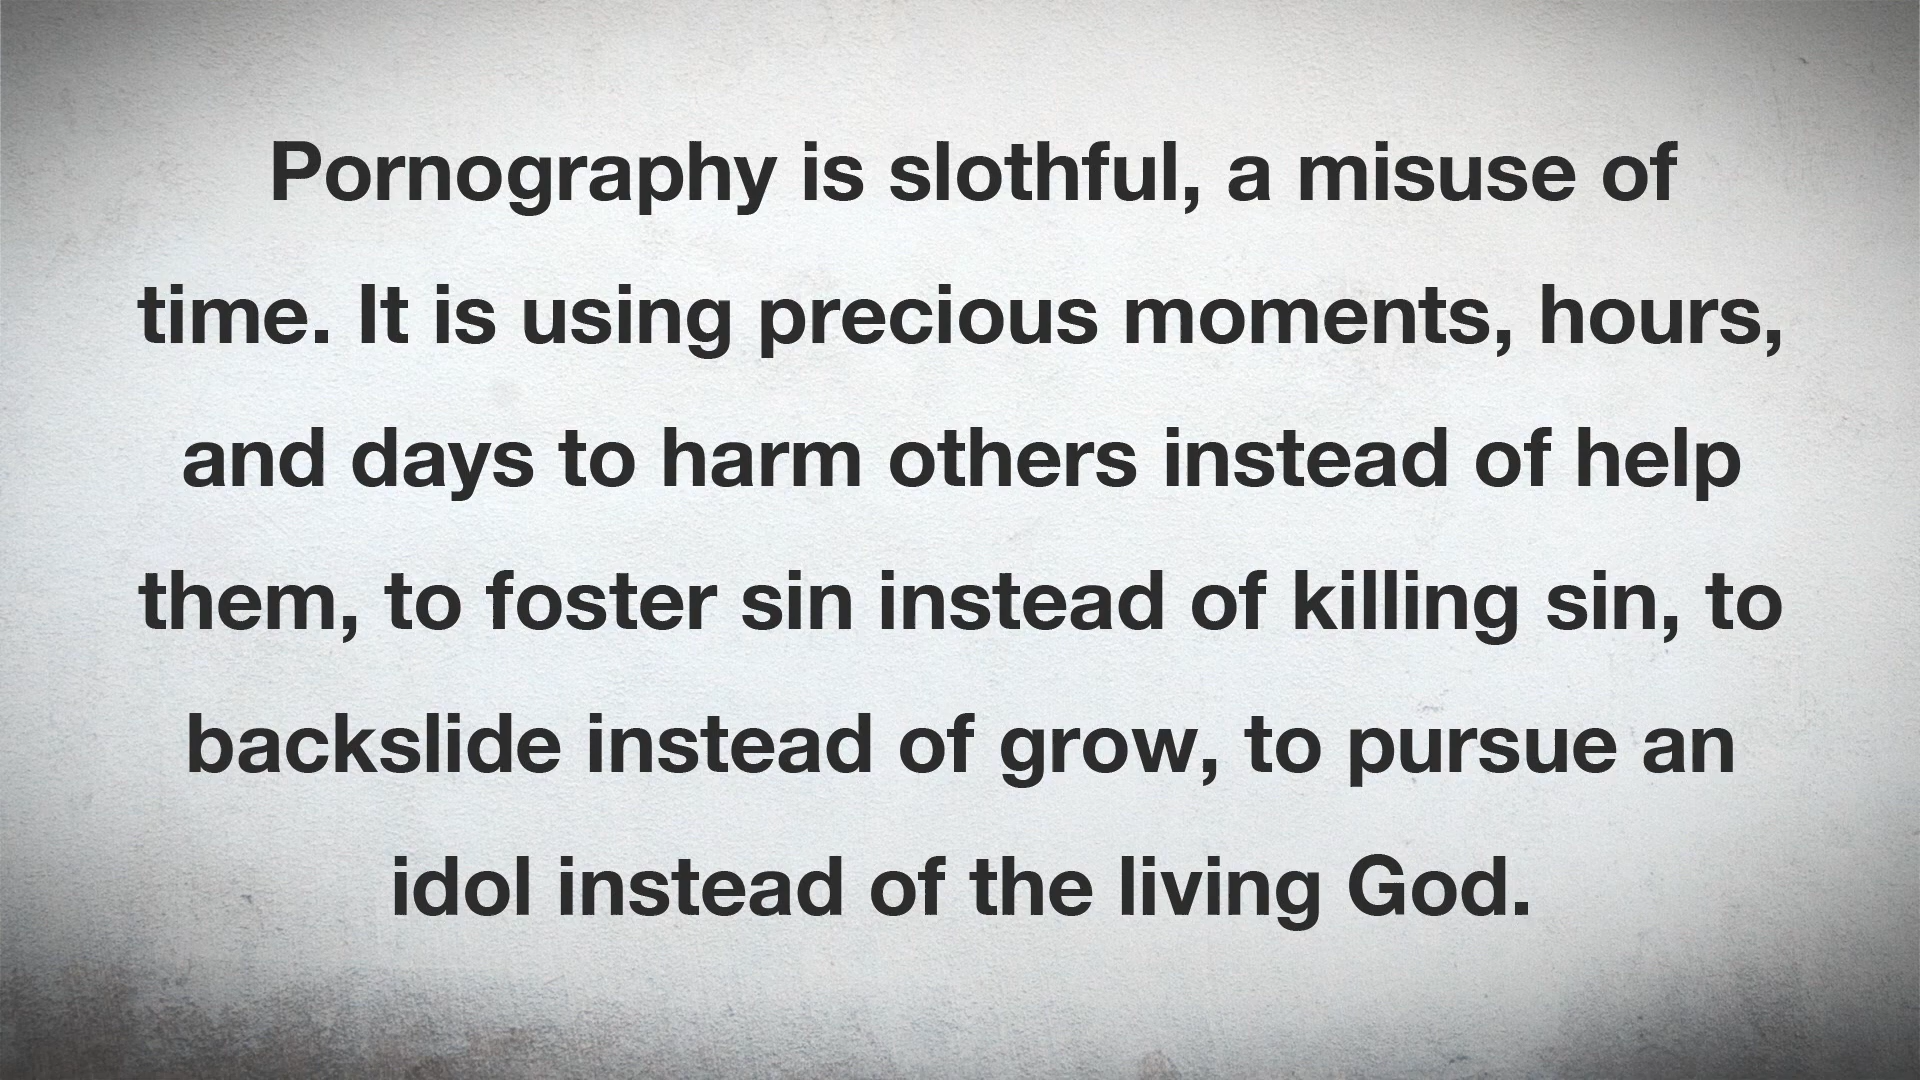 Pornography is slothful, a misuse of
time. It is using precious moments, hours,
and days to harm others instead of help
them, to foster sin instead of killing sin, to
backslide instead of grow, to pursue an
idol instead of the living God.